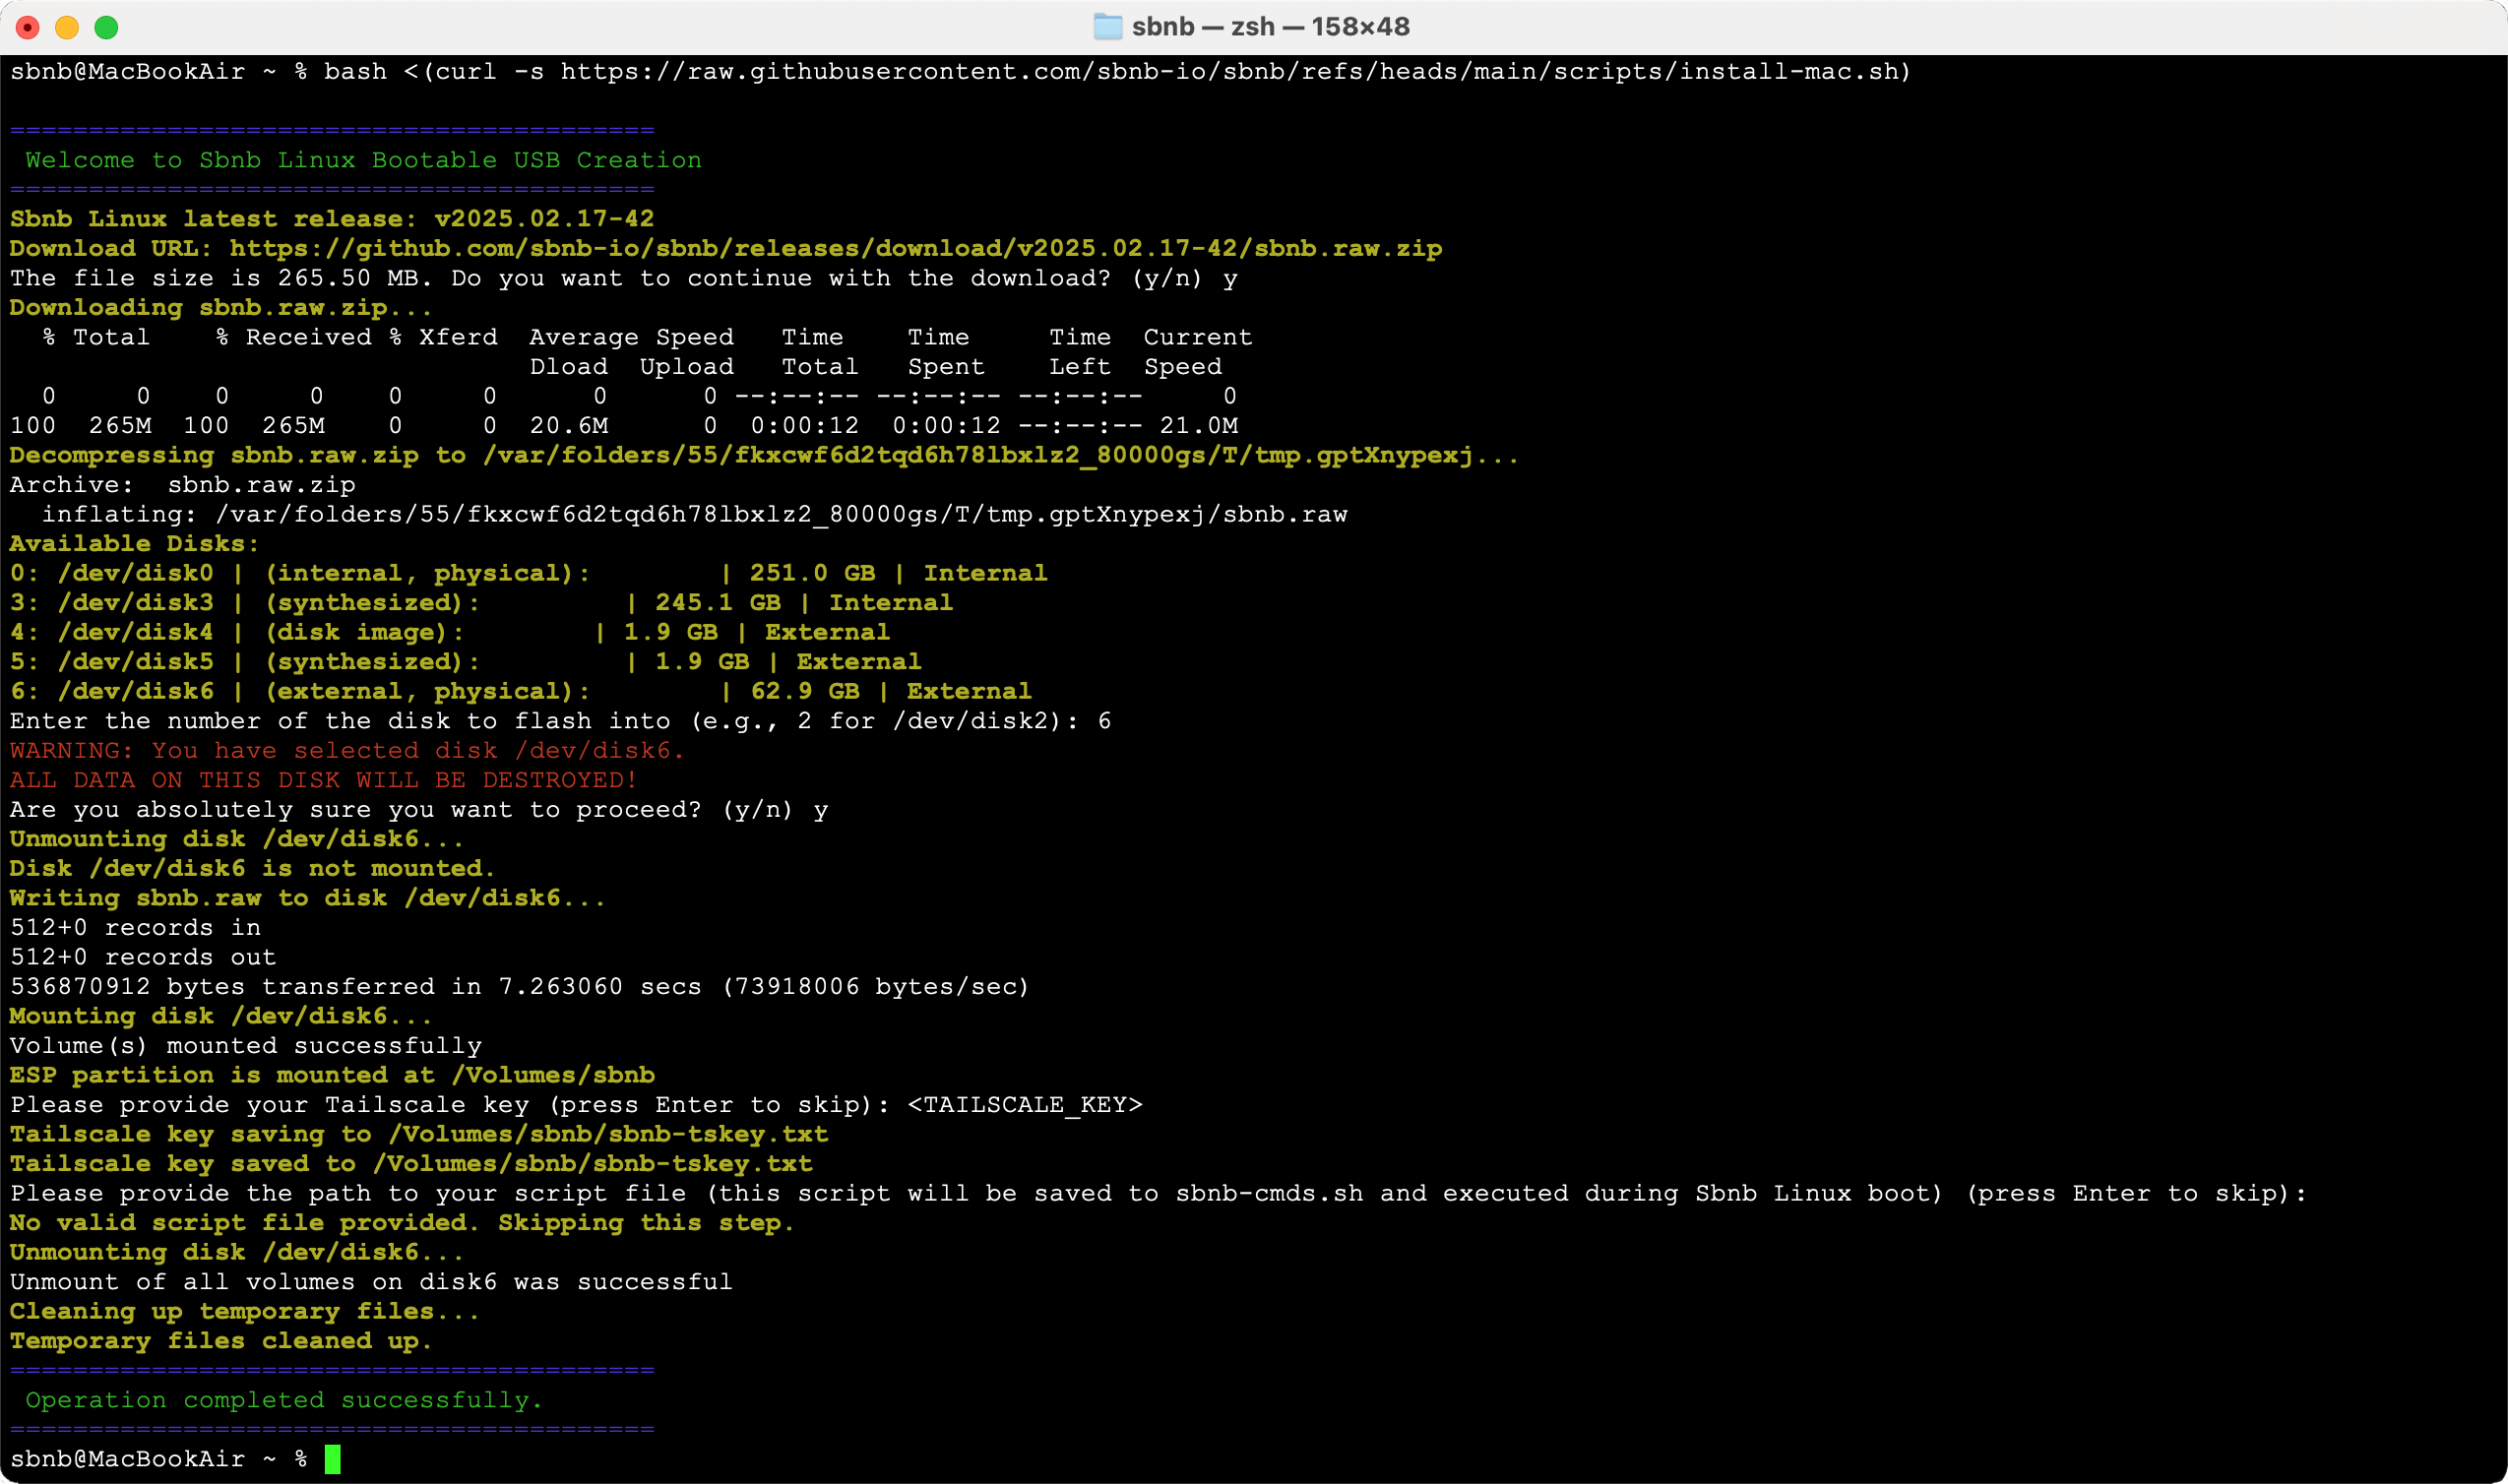 sbnb — zsh — 158×48
sbnb@MacBookAir ~ % bash <(curl -s https://raw.githubusercontent.com/sbnb-io/sbnb/refs/heads/main/scripts/install-mac.sh)
=========================================
 Welcome to Sbnb Linux Bootable USB Creation
=========================================
Sbnb Linux latest release: v2025.02.17-42
Download URL: https://github.com/sbnb-io/sbnb/releases/download/v2025.02.17-42/sbnb.raw.zip
The file size is 265.50 MB. Do you want to continue with the download? (y/n) y
Downloading sbnb.raw.zip...
  % Total    % Received % Xferd  Average Speed   Time    Time     Time  Current
                                 Dload  Upload   Total   Spent    Left  Speed
  0     0    0     0    0     0      0      0 --:--:-- --:--:-- --:--:--     0
100  265M  100  265M    0     0  20.6M      0  0:00:12  0:00:12 --:--:-- 21.0M
Decompressing sbnb.raw.zip to /var/folders/55/fkxcwf6d2tqd6h78lbxlz2_80000gs/T/tmp.gptXnypexj...
Archive:  sbnb.raw.zip
  inflating: /var/folders/55/fkxcwf6d2tqd6h78lbxlz2_80000gs/T/tmp.gptXnypexj/sbnb.raw
Available Disks:
0: /dev/disk0 | (internal, physical):        | 251.0 GB | Internal
3: /dev/disk3 | (synthesized):         | 245.1 GB | Internal
4: /dev/disk4 | (disk image):        | 1.9 GB | External
5: /dev/disk5 | (synthesized):         | 1.9 GB | External
6: /dev/disk6 | (external, physical):        | 62.9 GB | External
Enter the number of the disk to flash into (e.g., 2 for /dev/disk2): 6
WARNING: You have selected disk /dev/disk6.
ALL DATA ON THIS DISK WILL BE DESTROYED!
Are you absolutely sure you want to proceed? (y/n) y
Unmounting disk /dev/disk6...
Disk /dev/disk6 is not mounted.
Writing sbnb.raw to disk /dev/disk6...
512+0 records in
512+0 records out
536870912 bytes transferred in 7.263060 secs (73918006 bytes/sec)
Mounting disk /dev/disk6...
Volume(s) mounted successfully
ESP partition is mounted at /Volumes/sbnb
Please provide your Tailscale key (press Enter to skip): <TAILSCALE_KEY>
Tailscale key saving to /Volumes/sbnb/sbnb-tskey.txt
Tailscale key saved to /Volumes/sbnb/sbnb-tskey.txt
Please provide the path to your script file (this script will be saved to sbnb-cmds.sh and executed during Sbnb Linux boot) (press Enter to skip):
No valid script file provided. Skipping this step.
Unmounting disk /dev/disk6...
Unmount of all volumes on disk6 was successful
Cleaning up temporary files...
Temporary files cleaned up.
=========================================
 Operation completed successfully.
=========================================
sbnb@MacBookAir ~ %